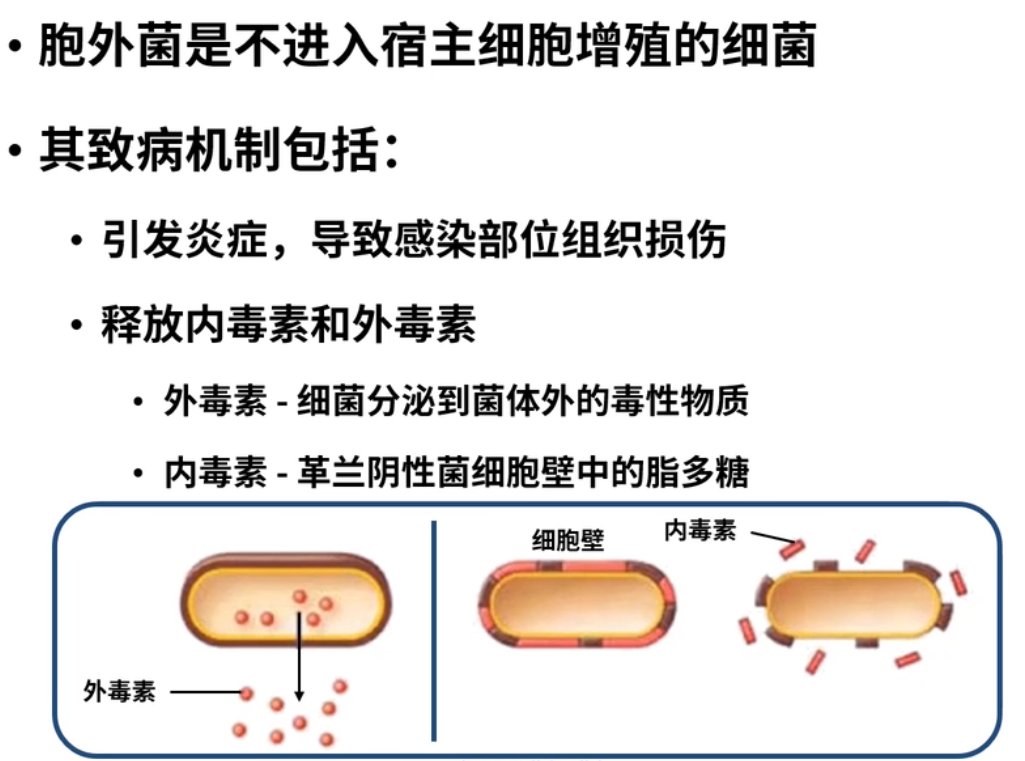 • 胞外菌是不进入宿主细胞增殖的细菌
• 其致病机制包括：
• 引发炎症，导致感染部位组织损伤
• 释放内毒素和外毒素
• 外毒素 - 细菌分泌到菌体外的毒性物质
• 内毒素 - 革兰阴性菌细胞壁中的脂多糖
细胞壁
内毒素
外毒素